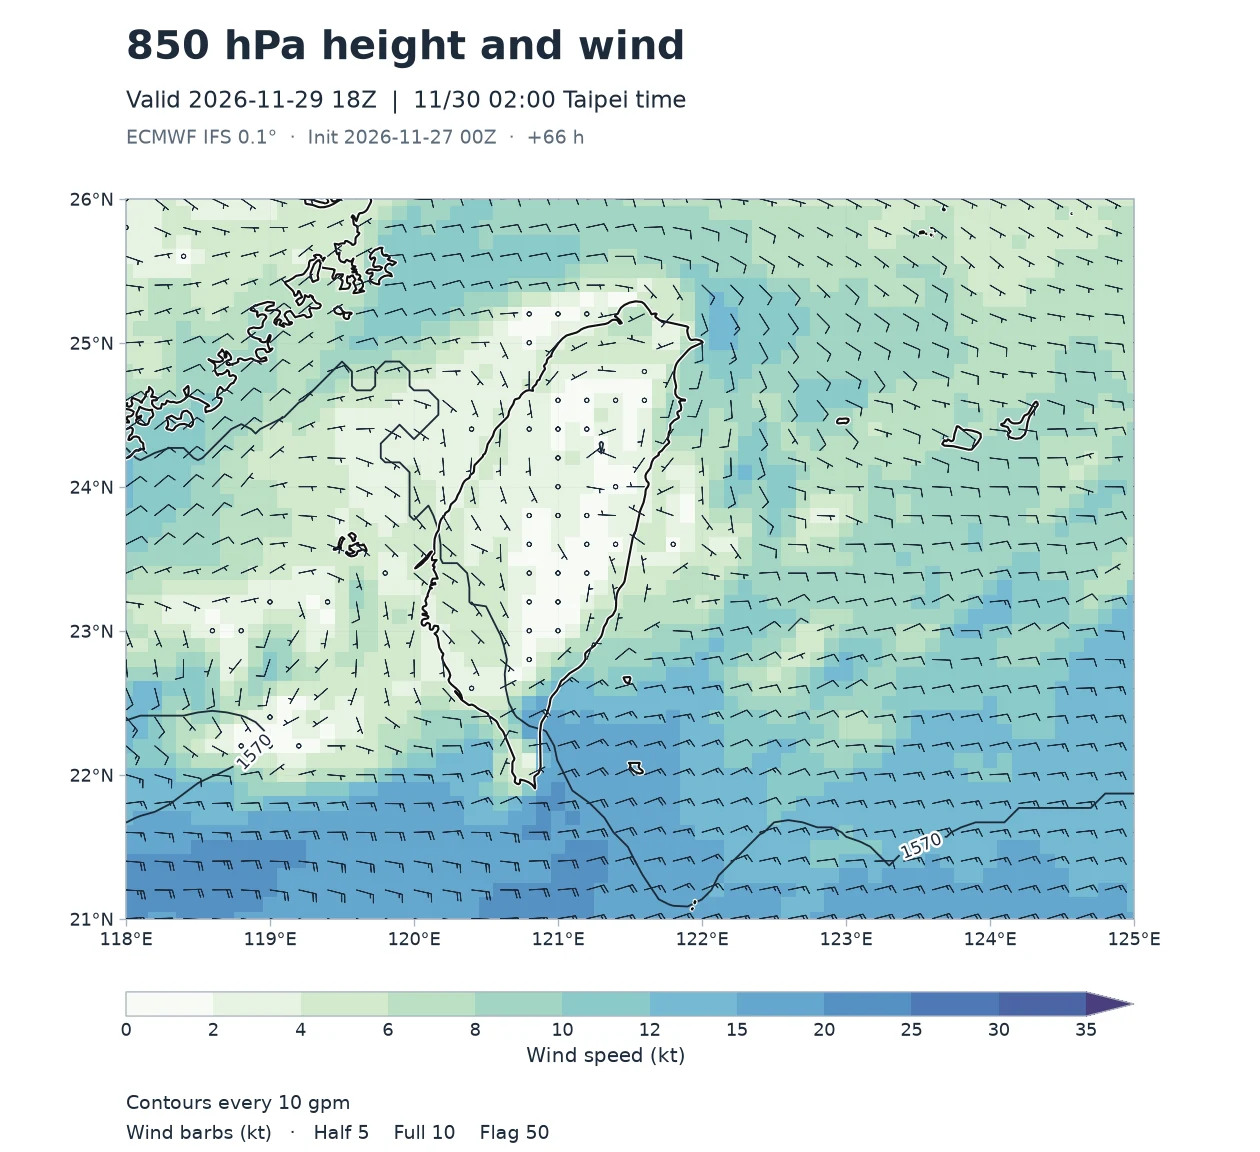 850 hPa height and wind
Valid 2026-11-29 18Z | 11/30 02:00 Taipei time
ECMWF IFS 0.1° · Init 2026-11-27 00Z · +66 h
26°N
25°N
24°N
23°N
22°N
21°N
1570
1570
118°E 119°E 120°E 121°E 122°E 123°E 124°E 125°E
0 2 4 6 8 10 12 15 20 25 30 35
Wind speed (kt)
Contours every 10 gpm
Wind barbs (kt) · Half 5 Full 10 Flag 50